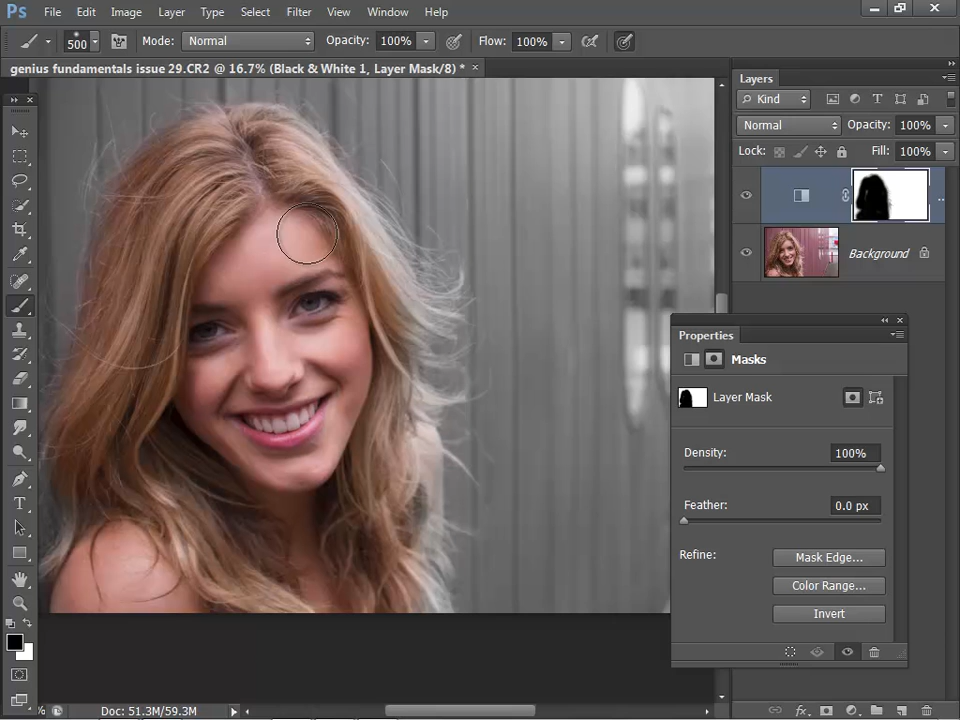 Ps File Edit Image Layer Type Select Filter View Window Help
500 Mode: Normal Opacity: 100% Flow: 100%
genius fundamentals issue 29.CR2 @ 16.7% (Black & White 1, Layer Mask/8) * ×
Layers
Kind T
Normal Opacity: 100%
Lock: Fill: 100%
Background
Properties
Masks
Layer Mask
Density: 100%
Feather: 0.0 px
Refine: Mask Edge...
Color Range...
Invert
T
% Doc: 51.3M/59.3M
fx